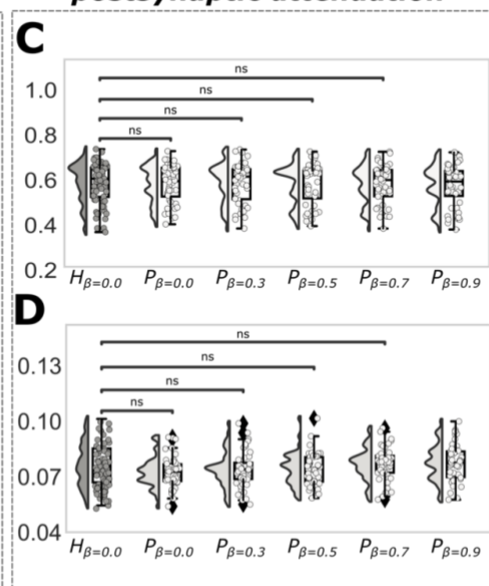 postsynaptic attenuation
C
ns
ns
ns
ns
1.0
0.8
0.6
0.4
0.2
Hβ=0.0 Pβ=0.0 Pβ=0.3 Pβ=0.5 Pβ=0.7 Pβ=0.9
D
ns
ns
ns
ns
0.13
0.10
0.07
0.04
Hβ=0.0 Pβ=0.0 Pβ=0.3 Pβ=0.5 Pβ=0.7 Pβ=0.9